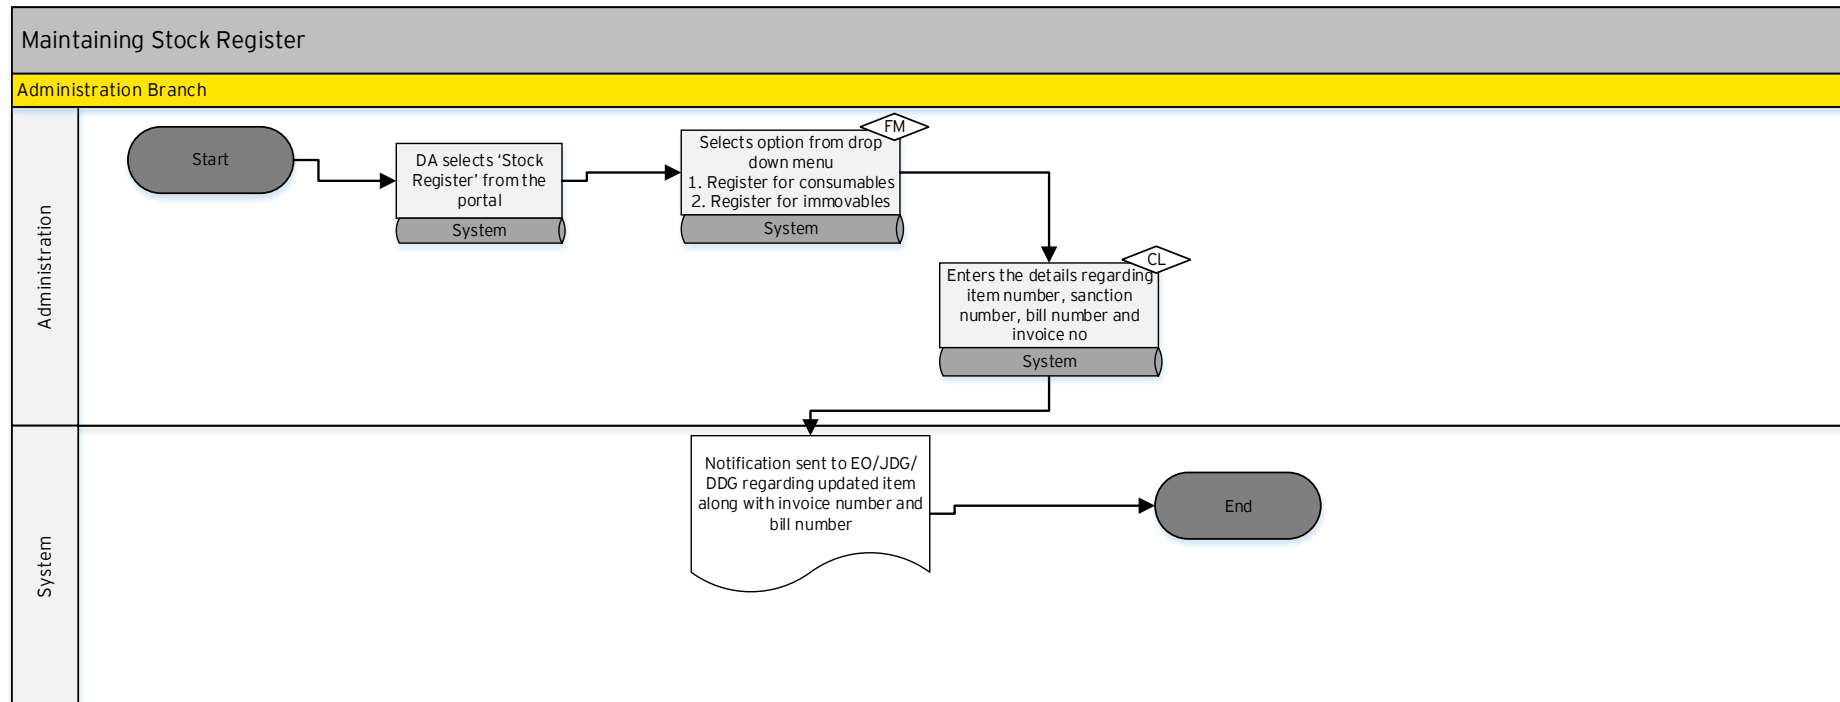 Maintaining Stock Register
Administration Branch
Administration
Start
DA selects ‘Stock
Register’ from the
portal
System
FM
Selects option from drop
down menu
1. Register for consumables
2. Register for immovables
System
CL
Enters the details regarding
item number, sanction
number, bill number and
invoice no
System
System
Notification sent to EO/JDG/
DDG regarding updated item
along with invoice number and
bill number
End